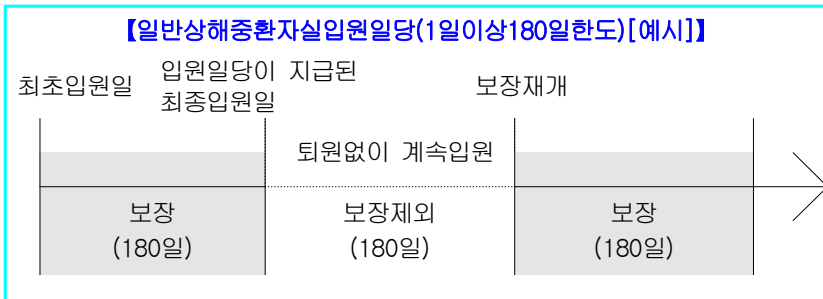 【일반상해중환자실입원일당(1일이상180일한도)[예시]】
최초입원일
입원일당이 지급된
최종입원일
보장재개
퇴원없이 계속입원
보장
(180일)
보장제외
(180일)
보장
(180일)